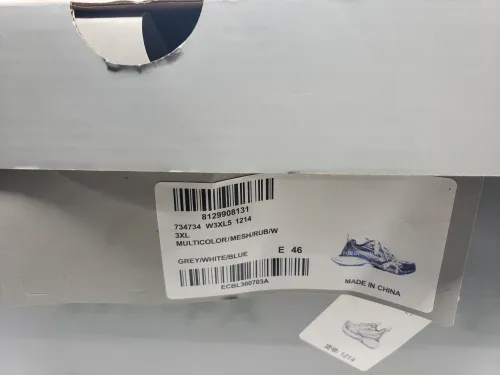 8129908131
734734 W3XL5 1214
3XL
MULTICOLOR/MESH/RUB/W
GREY/WHITE/BLUE E 46
ECBL300703A
MADE IN CHINA
1214